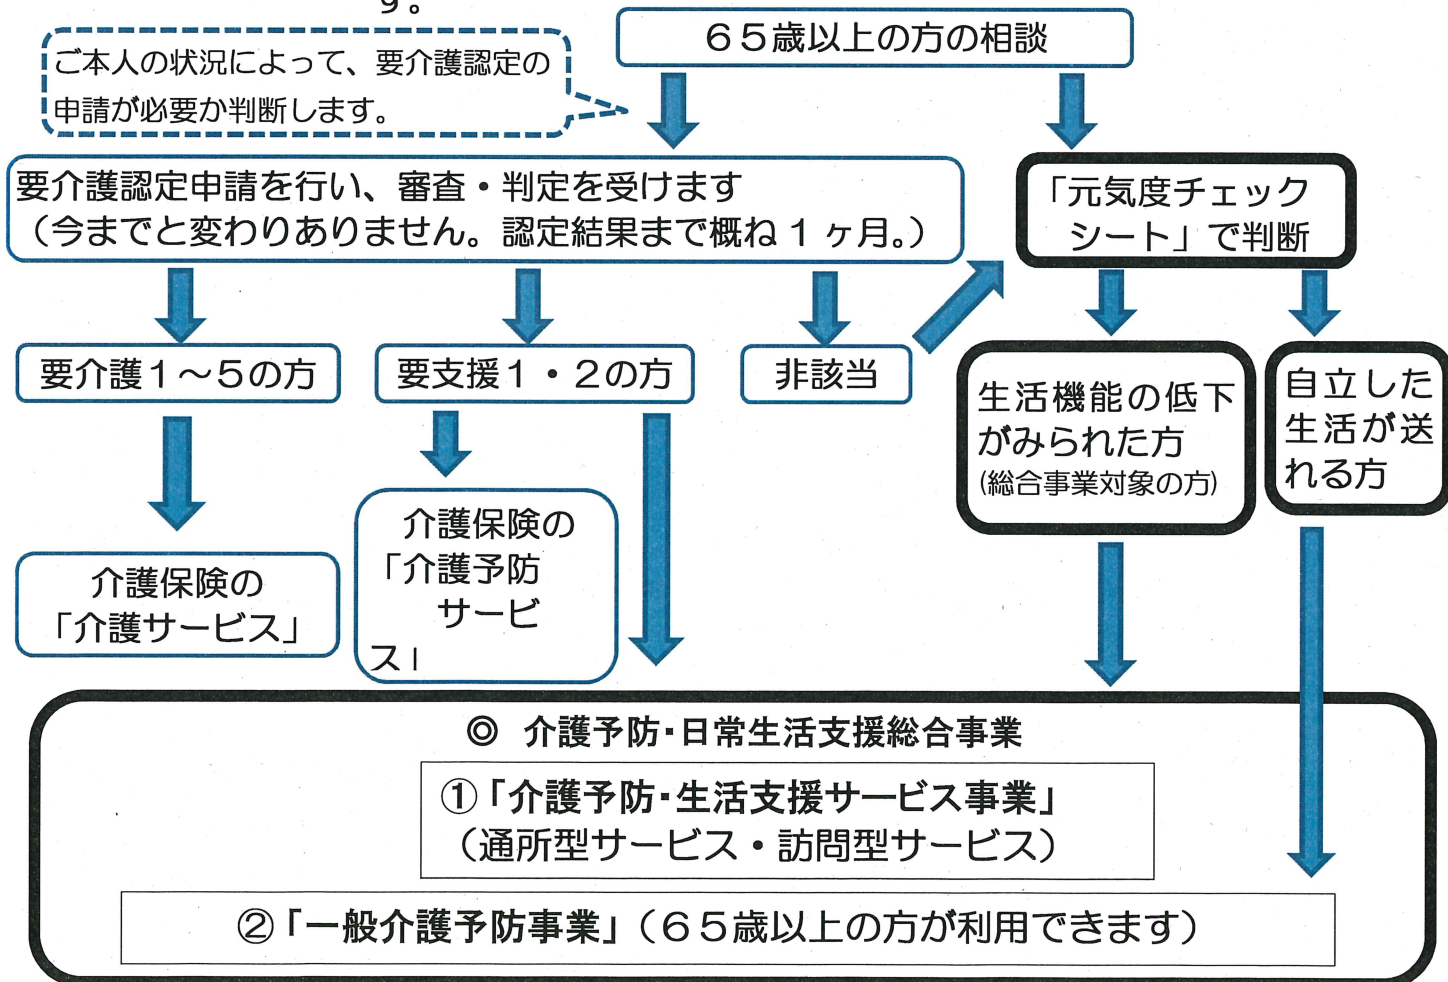 す。
６５歳以上の方の相談
ご本人の状況によって、要介護認定の
申請が必要か判断します。
要介護認定申請を行い、審査・判定を受けます
（今までと変わりありません。認定結果まで概ね 1 ヶ月。）
「元気度チェック
シート」で判断
要介護１～５の方
要支援１・２の方
非該当
生活機能の低下
がみられた方
(総合事業対象の方)
自立した
生活が送
れる方
介護保険の
「介護サービス」
介護保険の
「介護予防
サービ
ス」
◎ 介護予防・日常生活支援総合事業
①「介護予防・生活支援サービス事業」
（通所型サービス・訪問型サービス）
②「一般介護予防事業」（６５歳以上の方が利用できます）